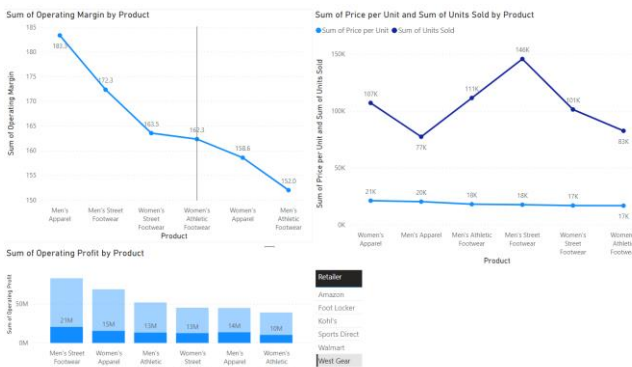 Sum of Operating Margin by Product
Sum of Operating Margin
185
180
175
170
165
160
155
150
183.3
172.3
163.5
162.3
158.6
152.0
Men's Apparel
Men's Street Footwear
Women's Street Footwear
Women's Athletic Footwear
Women's Apparel
Men's Athletic Footwear
Product
Sum of Price per Unit and Sum of Units Sold by Product
Sum of Price per Unit Sum of Units Sold
Sum of Price per Unit and Sum of Units Sold
150K
100K
50K
0K
107K
77K
111K
146K
101K
83K
21K
20K
18K
18K
17K
17K
Women's Apparel
Men's Apparel
Men's Athletic Footwear
Men's Street Footwear
Women's Street Footwear
Women's Athletic Footwear
Product
Sum of Operating Profit by Product
Sum of Operating Profit
50M
0M
21M
15M
13M
13M
14M
10M
Men's Street Footwear
Women's Apparel
Men's Athletic
Women's Street
Men's Apparel
Women's Athletic
Retailer
Amazon
Foot Locker
Kohl's
Sports Direct
Walmart
West Gear